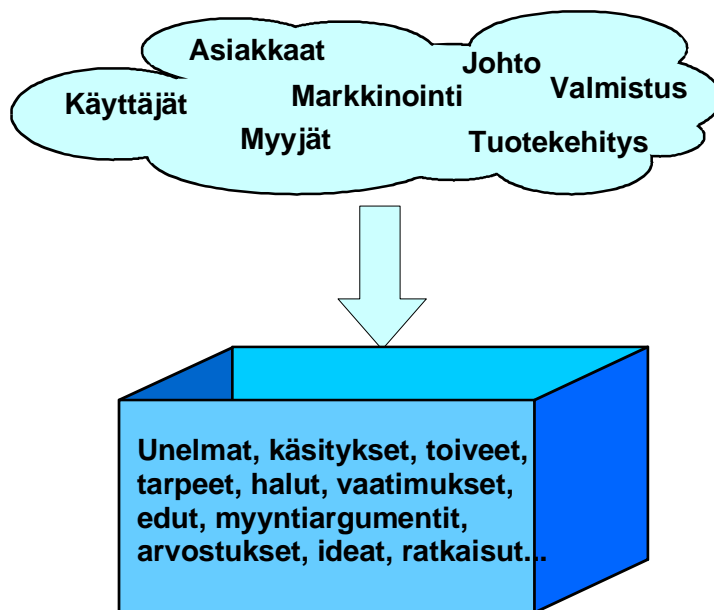 Asiakkaat
Johto
Käyttäjät
Markkinointi
Valmistus
Myyjät
Tuotekehitys
Unelmat, käsitykset, toiveet,
tarpeet, halut, vaatimukset,
edut, myyntiargumentit,
arvostukset, ideat, ratkaisut...